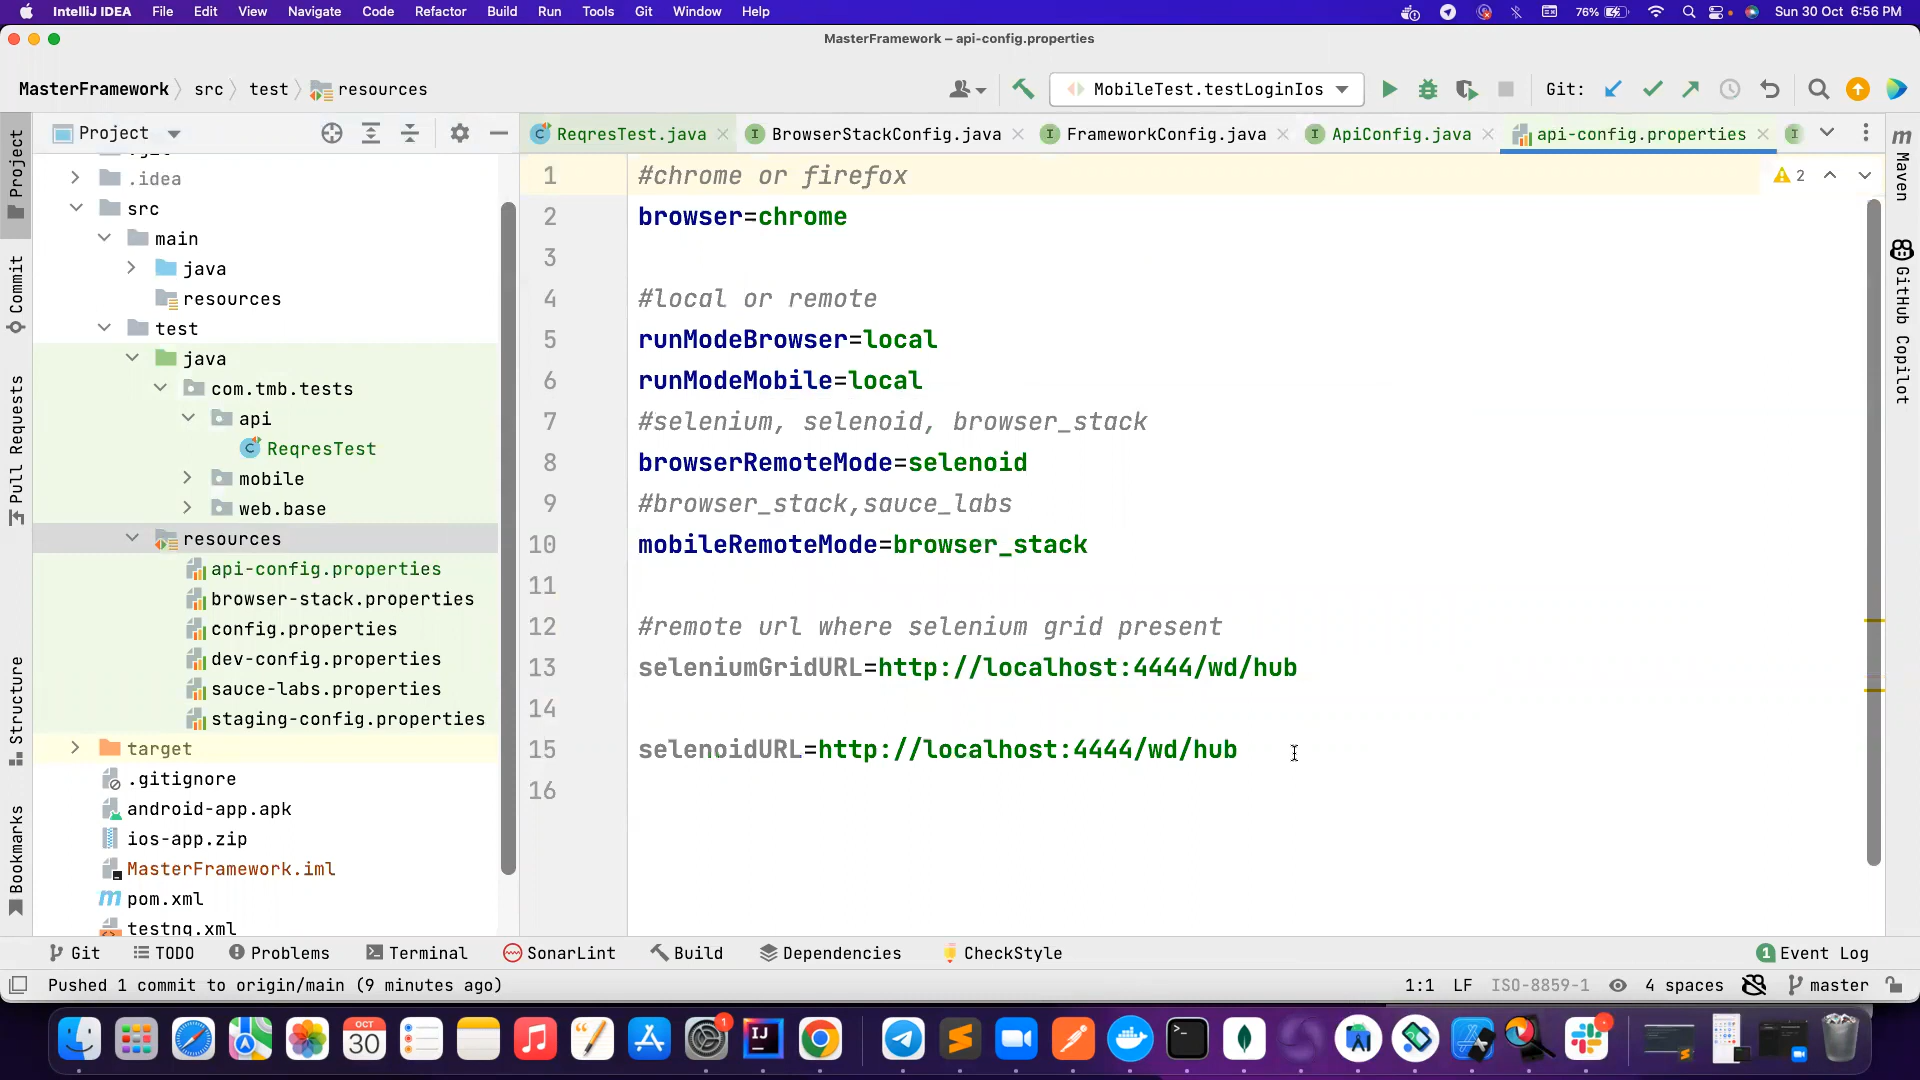 IntelliJ IDEA File Edit View Navigate Code Refactor Build Run Tools Git Window Help 76% Sun 30 Oct 6:56 PM
MasterFramework – api-config.properties
MasterFramework src test resources MobileTest.testLoginIos Git:
Project
ReqresTest.java BrowserStackConfig.java FrameworkConfig.java ApiConfig.java api-config.properties
.idea
src
main
java
resources
test
java
com.tmb.tests
api
ReqresTest
mobile
web.base
resources
api-config.properties
browser-stack.properties
config.properties
dev-config.properties
sauce-labs.properties
staging-config.properties
target
.gitignore
android-app.apk
ios-app.zip
MasterFramework.iml
pom.xml
testng.xml
1 #chrome or firefox
2 browser=chrome
3
4 #local or remote
5 runModeBrowser=local
6 runModeMobile=local
7 #selenium, selenoid, browser_stack
8 browserRemoteMode=selenoid
9 #browser_stack,sauce_labs
10 mobileRemoteMode=browser_stack
11
12 #remote url where selenium grid present
13 seleniumGridURL=http://localhost:4444/wd/hub
14
15 selenoidURL=http://localhost:4444/wd/hub
16
2
Project
Commit
Pull Requests
Structure
Bookmarks
Maven
GitHub Copilot
Git TODO Problems Terminal SonarLint Build Dependencies CheckStyle 1 Event Log
Pushed 1 commit to origin/main (9 minutes ago) 1:1 LF ISO-8859-1 4 spaces master
OCT
30
1
IJ